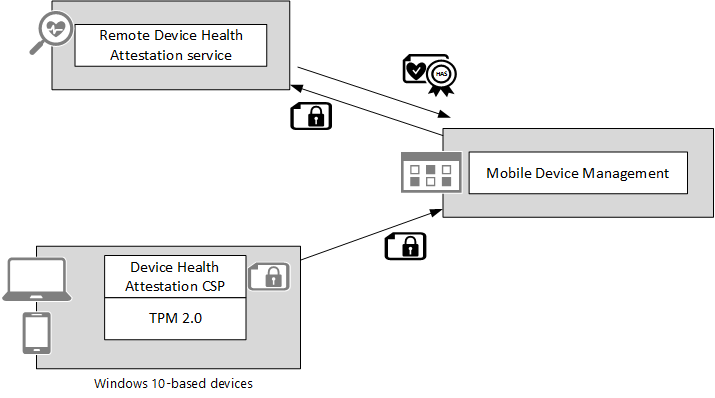 Remote Device Health
Attestation service
HAS
Mobile Device Management
Device Health
Attestation CSP
TPM 2.0
Windows 10-based devices